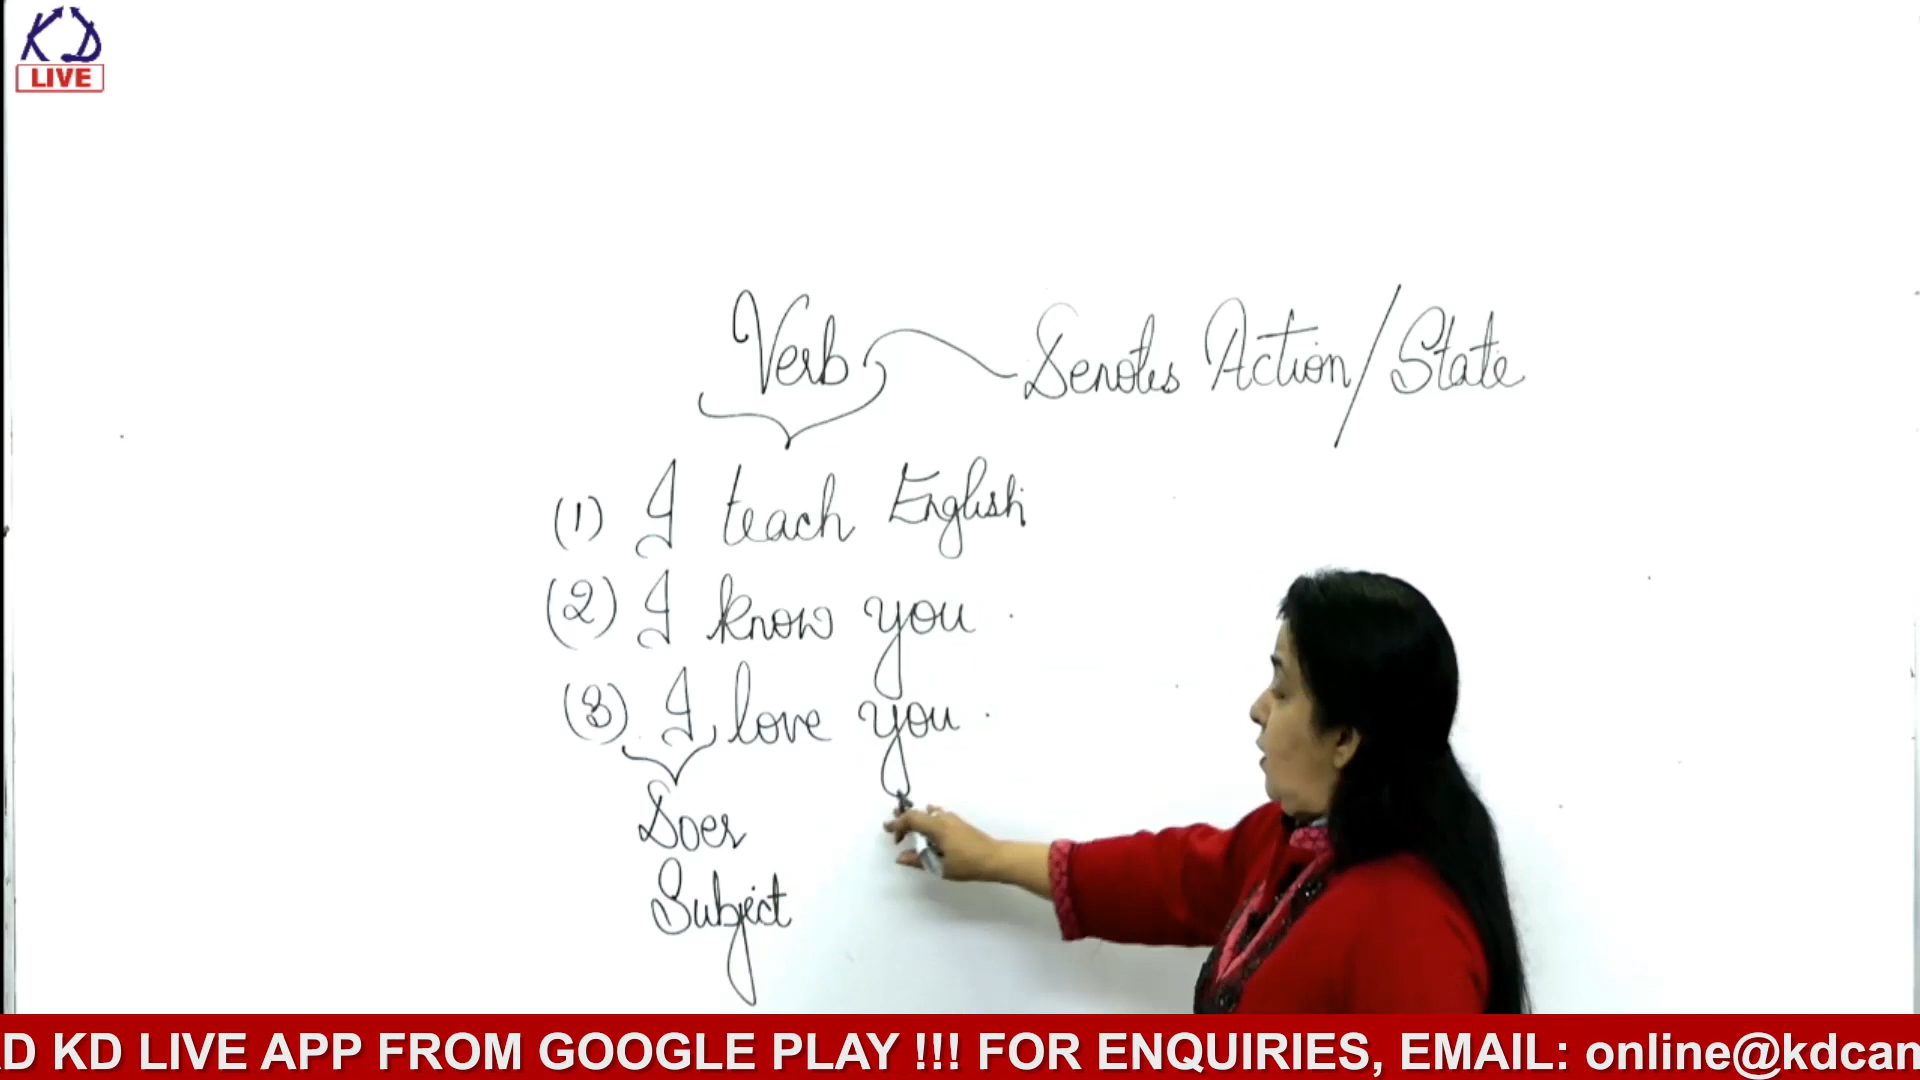 KD
LIVE
Verb Denotes Action/State
(1) I teach English
(2) I know you.
(3) I love you.
Doer
Subject
D KD LIVE APP FROM GOOGLE PLAY !!! FOR ENQUIRIES, EMAIL: online@kdcan